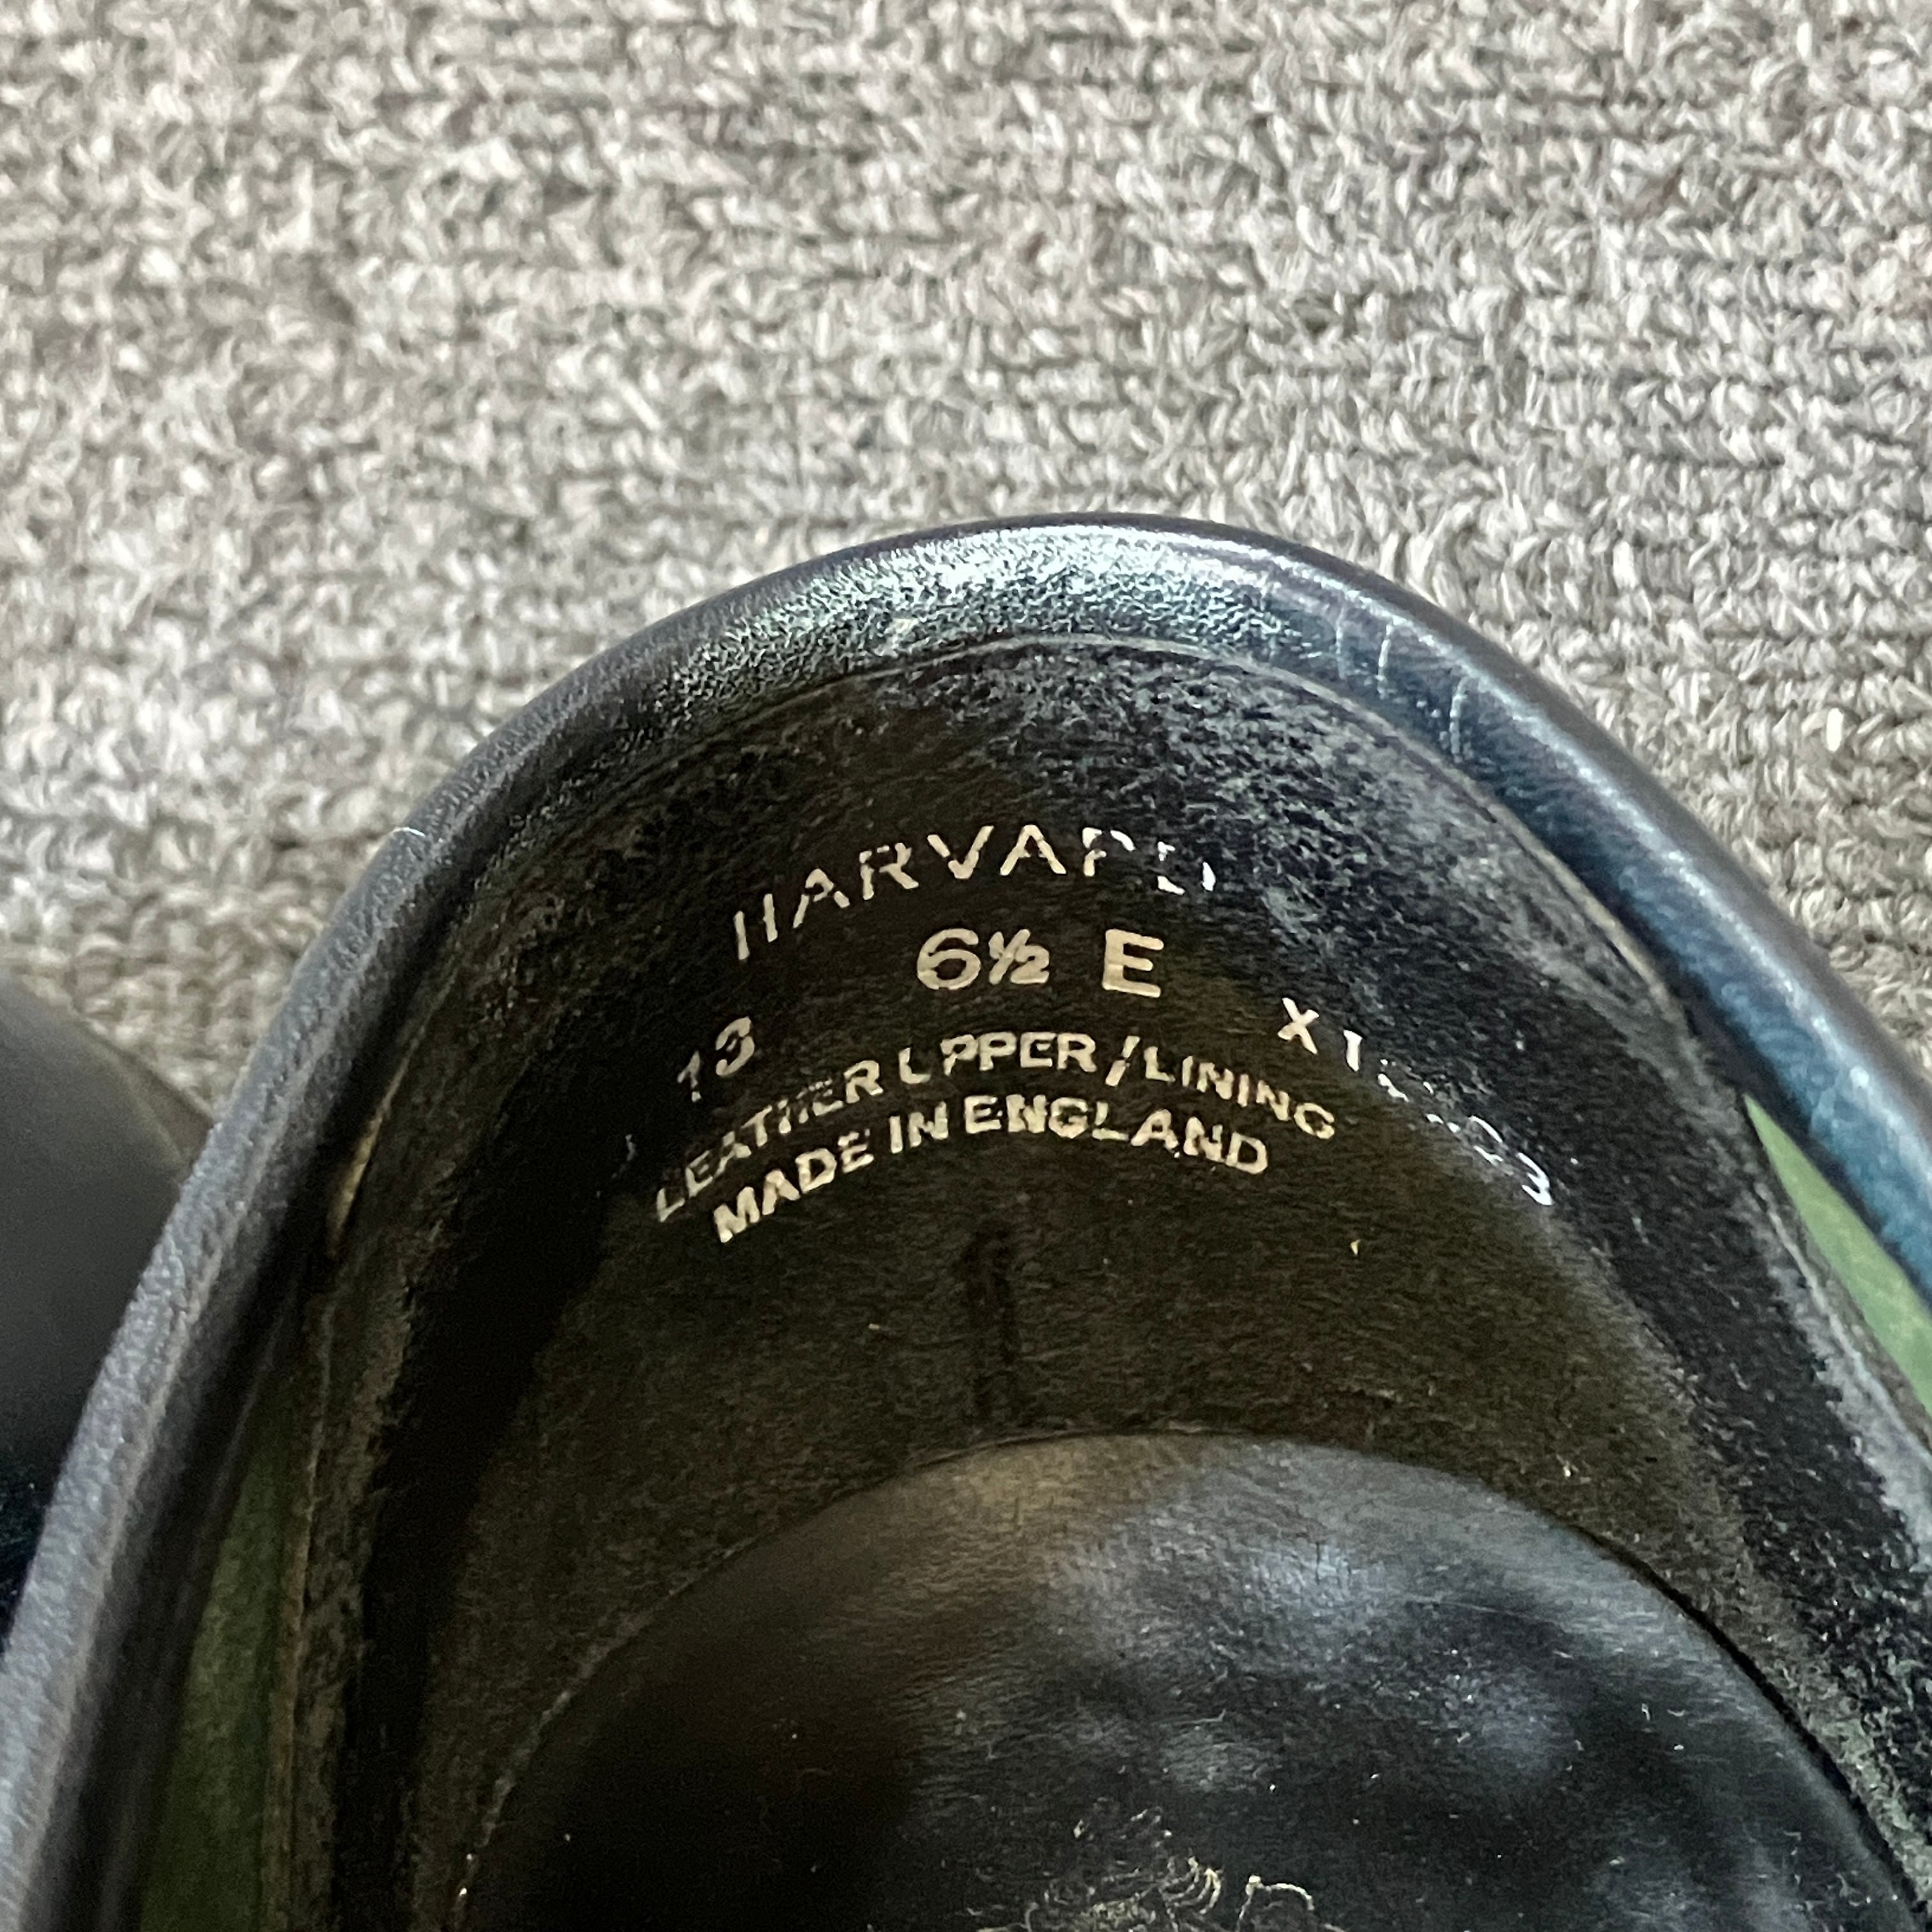 HARVARD
6½ E
13
LEATHER UPPER/LINING
MADE IN ENGLAND